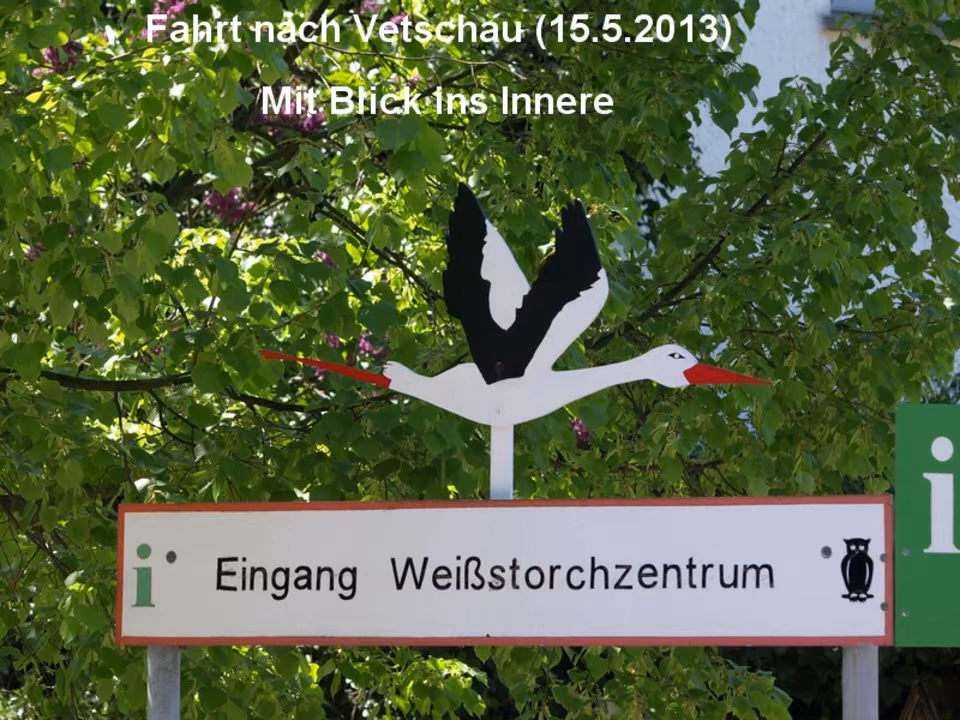 Fahrt nach Vetschau (15.5.2013)
Mit Blick ins Innere
i Eingang Weißstorchzentrum
i